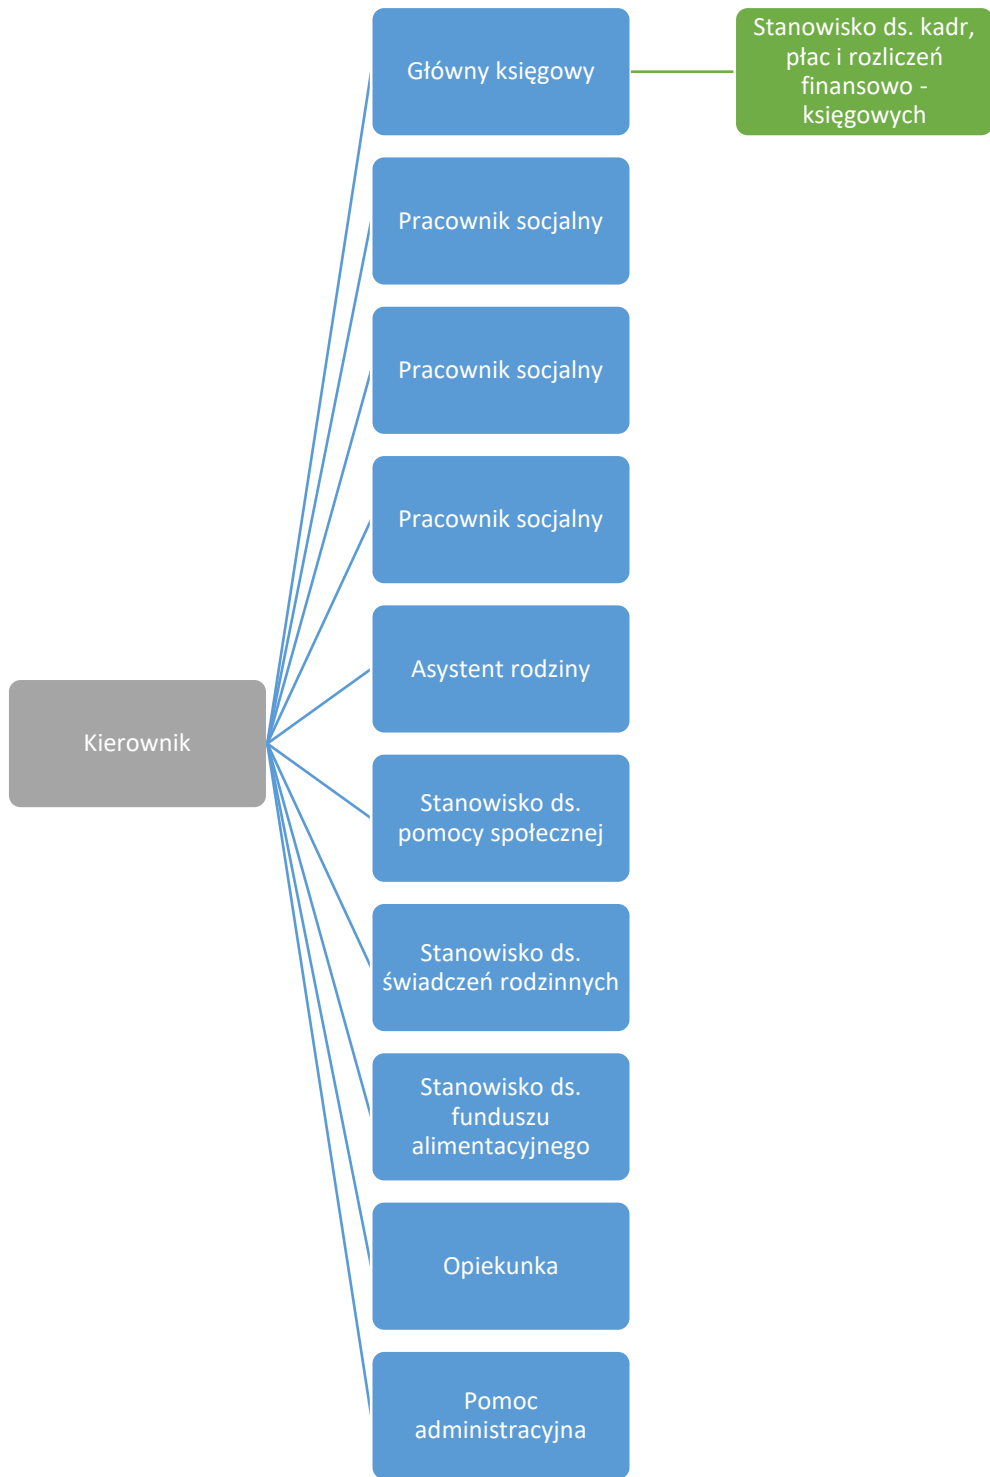 Główny księgowy
Stanowisko ds. kadr,
płac i rozliczeń
finansowo -
księgowych
Pracownik socjalny
Pracownik socjalny
Pracownik socjalny
Asystent rodziny
Kierownik
Stanowisko ds.
pomocy społecznej
Stanowisko ds.
świadczeń rodzinnych
Stanowisko ds.
funduszu
alimentacyjnego
Opiekunka
Pomoc
administracyjna